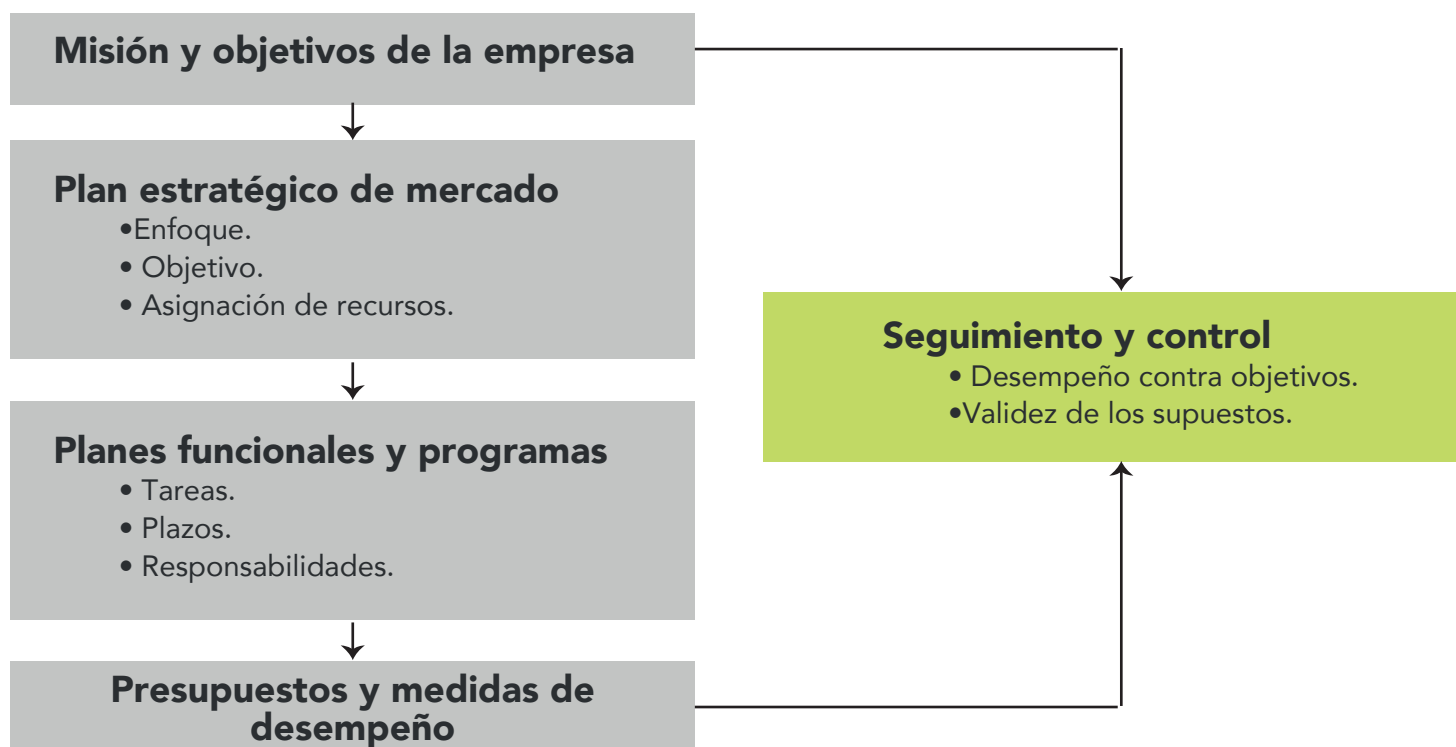 Misión y objetivos de la empresa
Plan estratégico de mercado
•Enfoque.
• Objetivo.
• Asignación de recursos.
Planes funcionales y programas
• Tareas.
• Plazos.
• Responsabilidades.
Presupuestos y medidas de
desempeño
Seguimiento y control
• Desempeño contra objetivos.
•Validez de los supuestos.